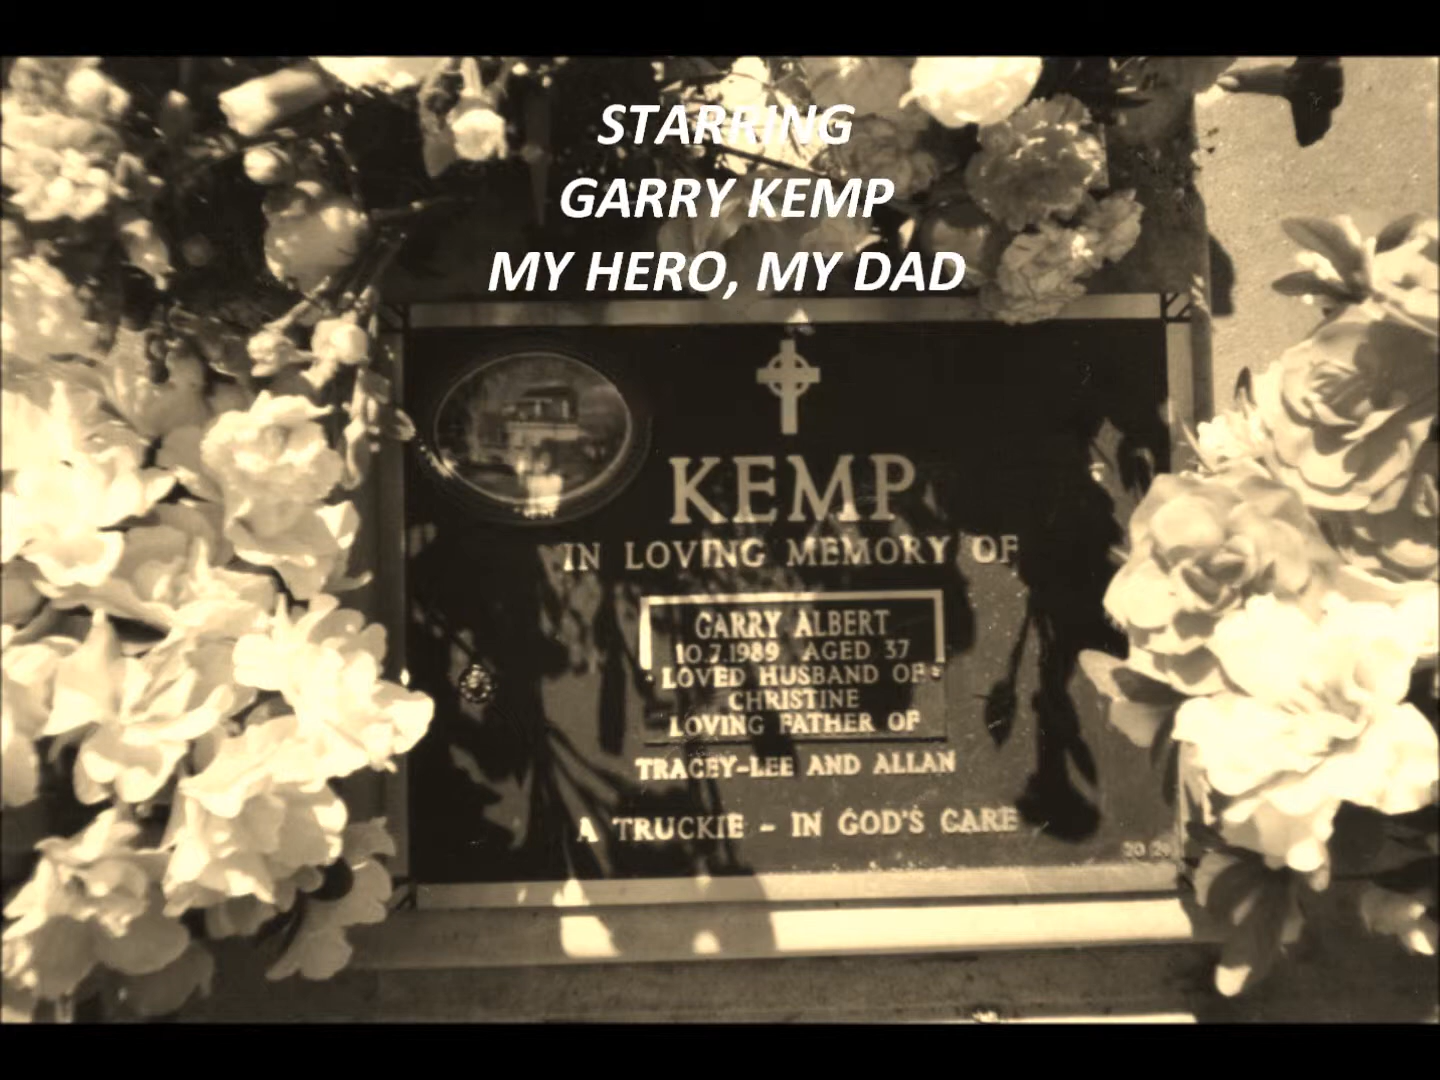 STARRING
GARRY KEMP
MY HERO, MY DAD
KEMP
IN LOVING MEMORY OF
GARRY ALBERT
10.7.1989 AGED 37
LOVED HUSBAND OF
CHRISTINE
LOVING FATHER OF
TRACEY-LEE AND ALLAN
A TRUCKIE - IN GOD'S CARE